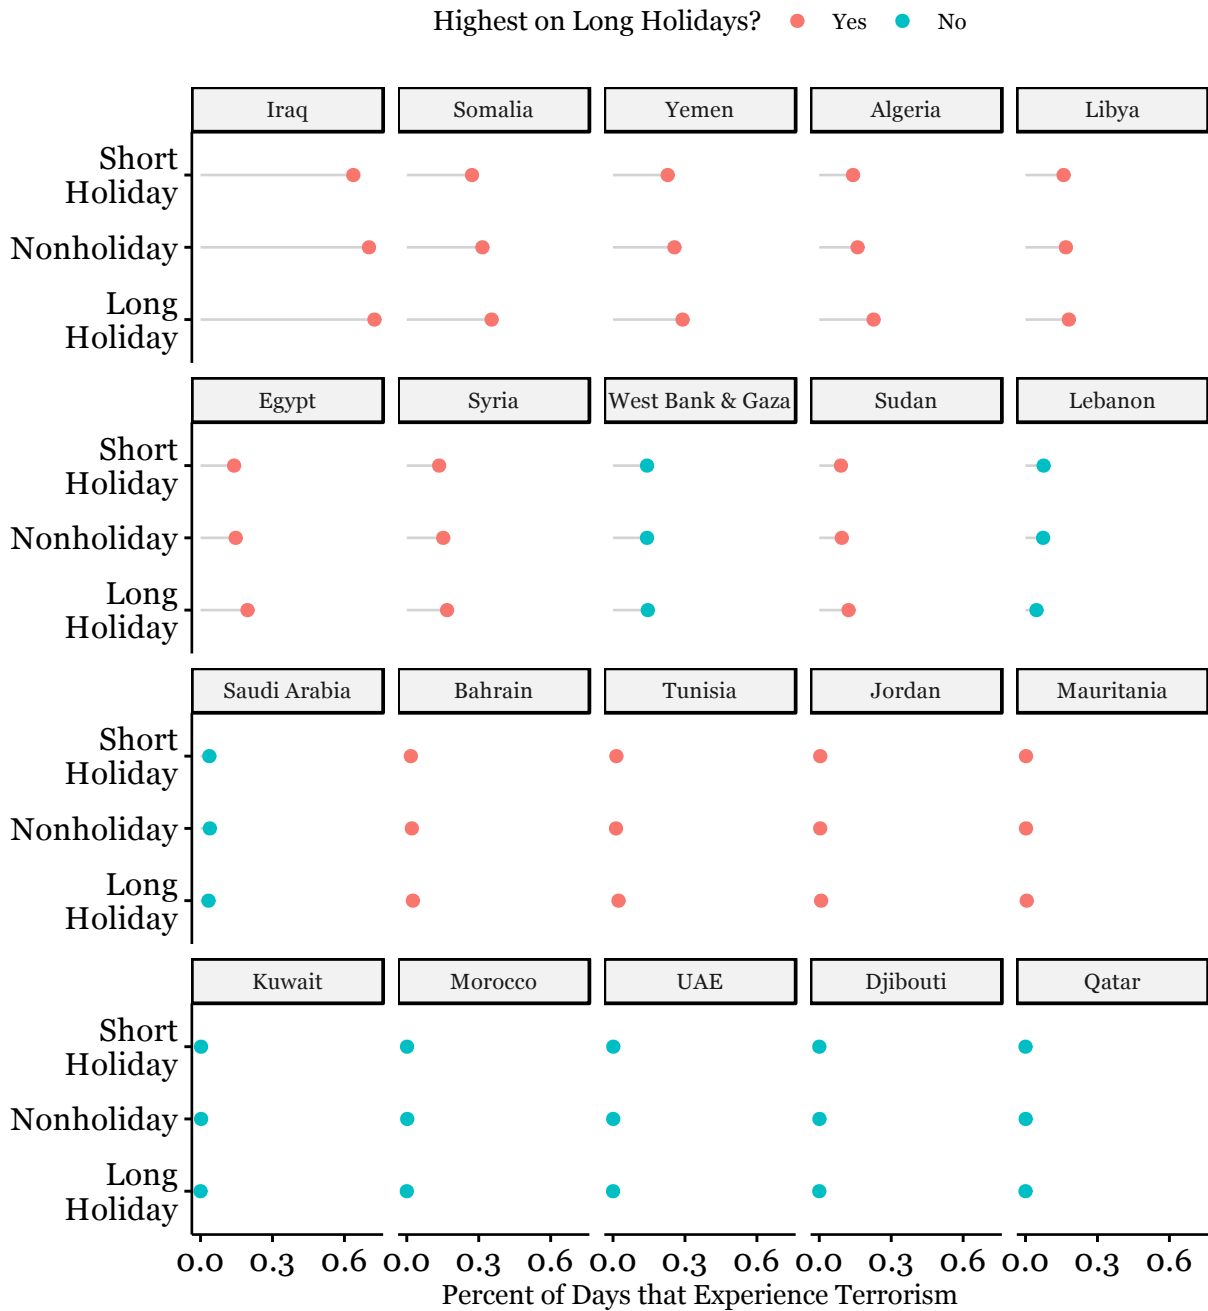 Highest on Long Holidays? Yes No
Iraq Somalia Yemen Algeria Libya
Short
Holiday
Nonholiday
Long
Holiday
Egypt Syria West Bank & Gaza Sudan Lebanon
Short
Holiday
Nonholiday
Long
Holiday
Saudi Arabia Bahrain Tunisia Jordan Mauritania
Short
Holiday
Nonholiday
Long
Holiday
Kuwait Morocco UAE Djibouti Qatar
Short
Holiday
Nonholiday
Long
Holiday
0.0 0.3 0.6 0.0 0.3 0.6 0.0 0.3 0.6 0.0 0.3 0.6 0.0 0.3 0.6
Percent of Days that Experience Terrorism